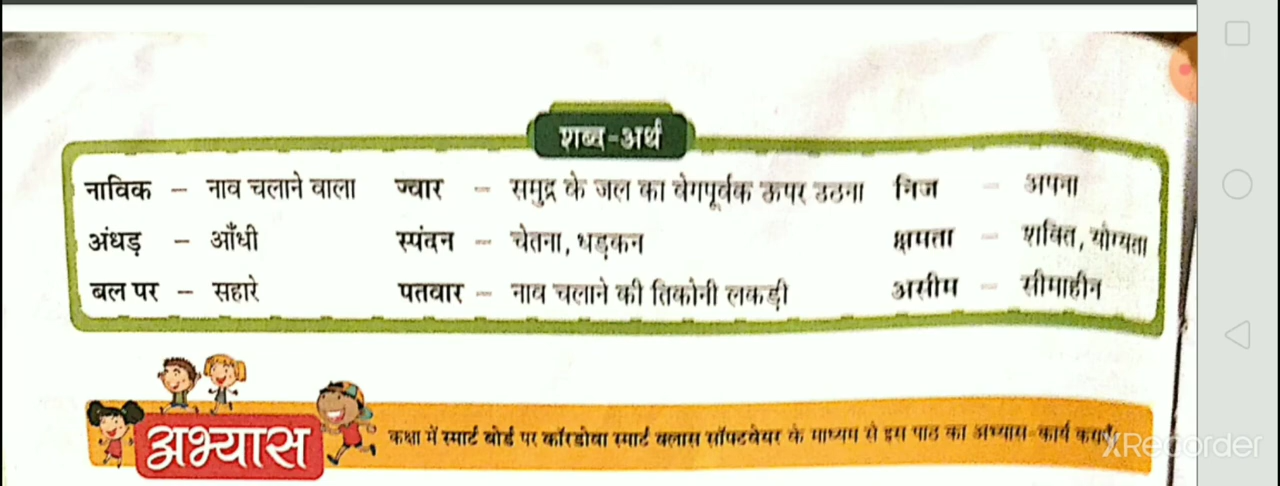 शब्द-अर्थ
नाविक – नाव चलाने वाला ज्वार – समुद्र के जल का वेगपूर्वक ऊपर उठना निज – अपना
अंधड़ – आँधी स्पंदन – चेतना, धड़कन क्षमता – शक्ति, योग्यता
बल पर – सहारे पतवार – नाव चलाने की तिकोनी लकड़ी असीम – सीमाहीन
अभ्यास
कक्षा में स्मार्ट बोर्ड पर कॉरडोवा स्मार्ट क्लास सॉफ्टवेयर के माध्यम से इस पाठ का अभ्यास-कार्य कराएँ।
XRecorder